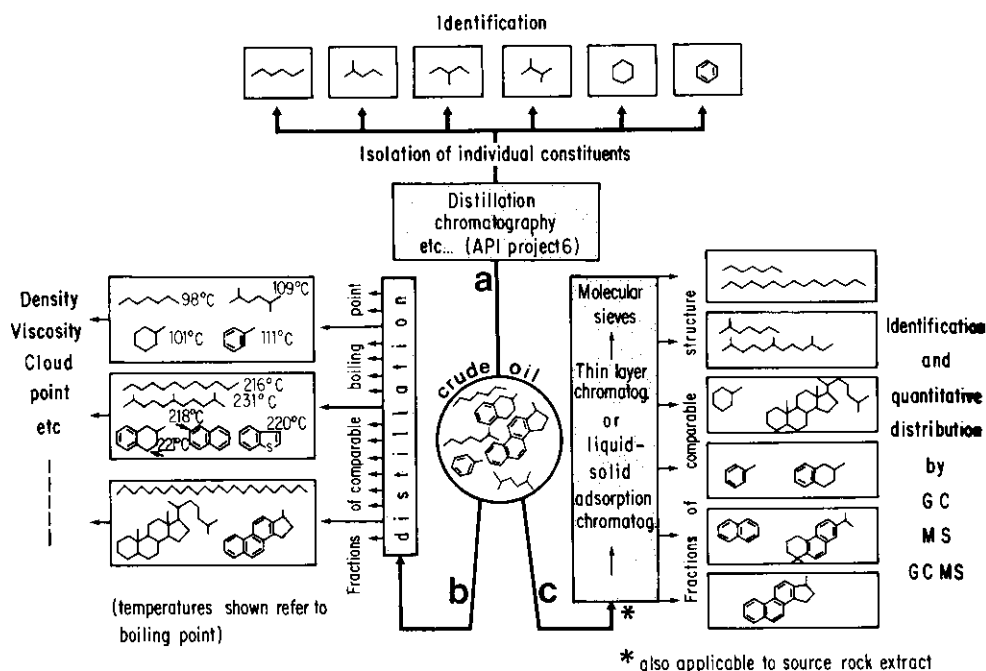 Identification
Isolation of individual constituents
Distillation
chromatography
etc... (API project6)
a
Density
Viscosity
Cloud
point
etc
98°C
109°C
101°C
111°C
216°C
231°C
218°C
220°C
221°C
S
(temperatures shown refer to
boiling point)
Fractions of comparable boiling point
distillation
crude oil
b
c
Molecular
sieves
Thin layer
chromatog.
or
liquid-
solid
adsorption
chromatog.
*
Fractions of comparable structure
Identification
and
quantitative
distribution
by
GC
MS
GCMS
* also applicable to source rock extract